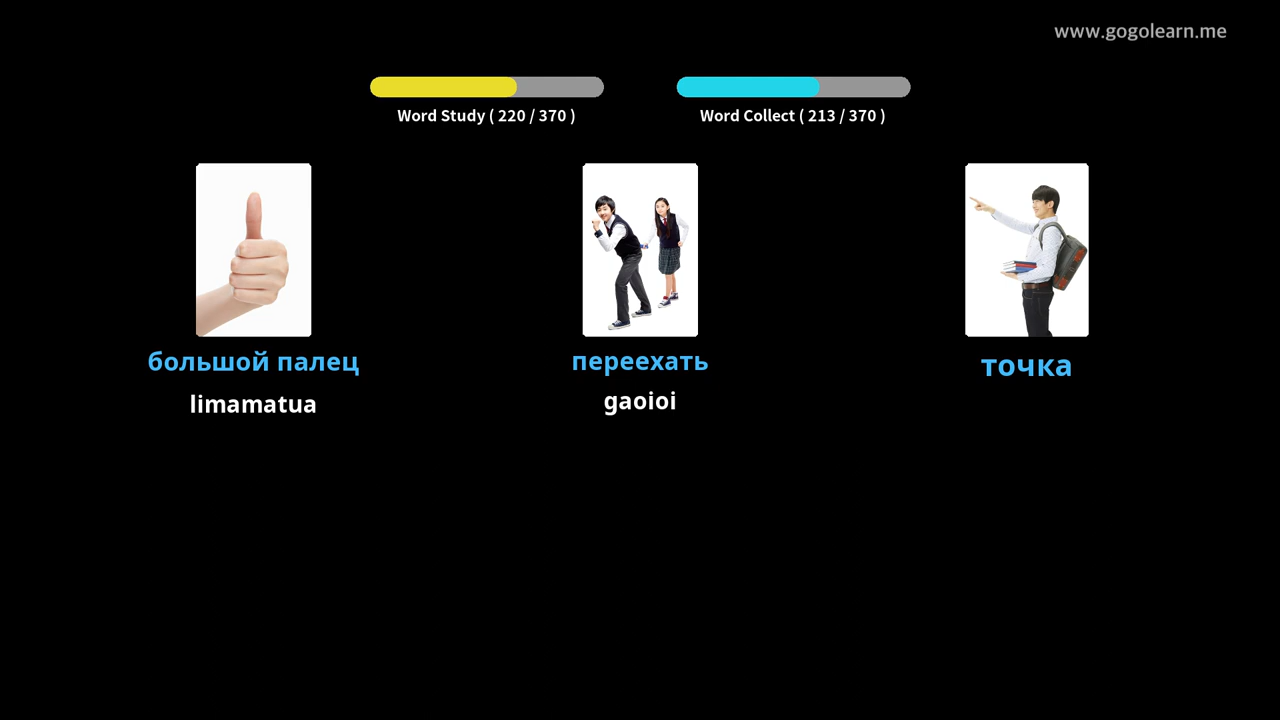 www.gogolearn.me
Word Study ( 220 / 370 )
Word Collect ( 213 / 370 )
большой палец
переехать
точка
limamatua
gaoioi